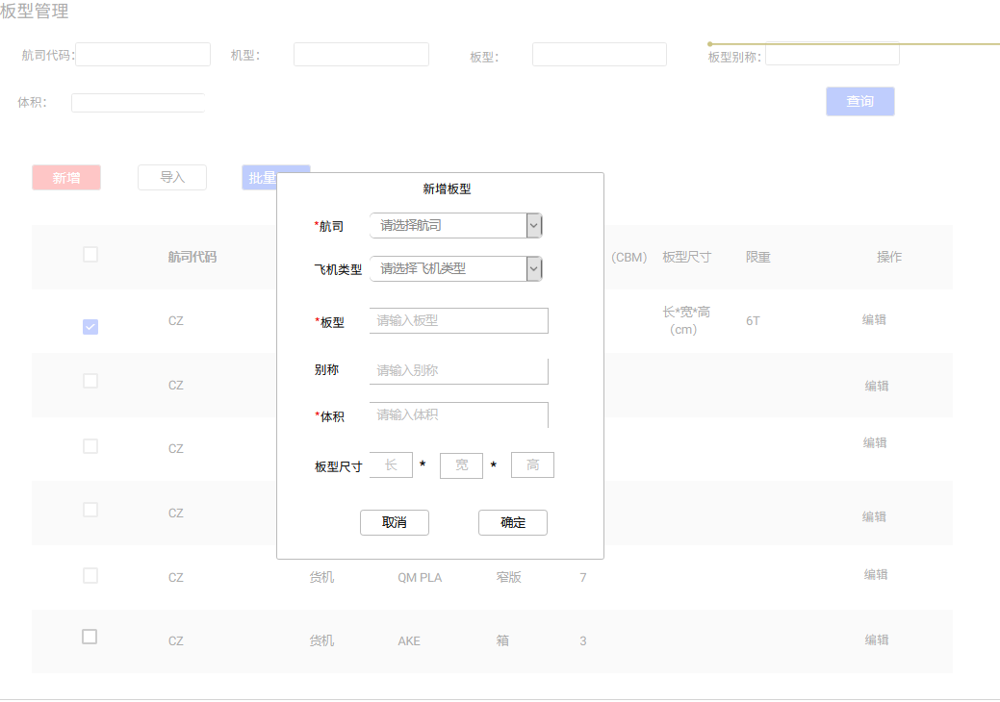 板型管理
航司代码: 机型: 板型: 板型别称:
体积:
查询
新增 导入 批量
新增板型
*航司 请选择航司
航司代码 (CBM) 板型尺寸 限重 操作
飞机类型 请选择飞机类型
CZ 长*宽*高 (cm) 6T 编辑
*板型 请输入板型
别称 请输入别称
CZ 编辑
*体积 请输入体积
CZ 编辑
板型尺寸 长 * 宽 * 高
CZ 编辑
取消 确定
CZ 货机 QM PLA 窄版 7 编辑
CZ 货机 AKE 箱 3 编辑